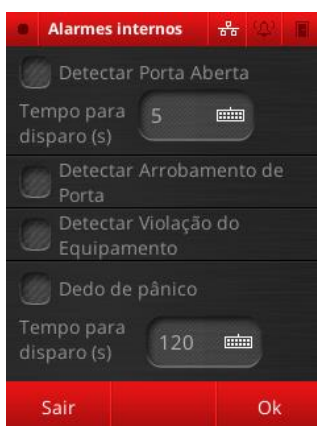 Alarmes internos
Detectar Porta Aberta
Tempo para
disparo (s)
5
Detectar Arrobamento de
Porta
Detectar Violação do
Equipamento
Dedo de pânico
Tempo para
disparo (s)
120
Sair
Ok